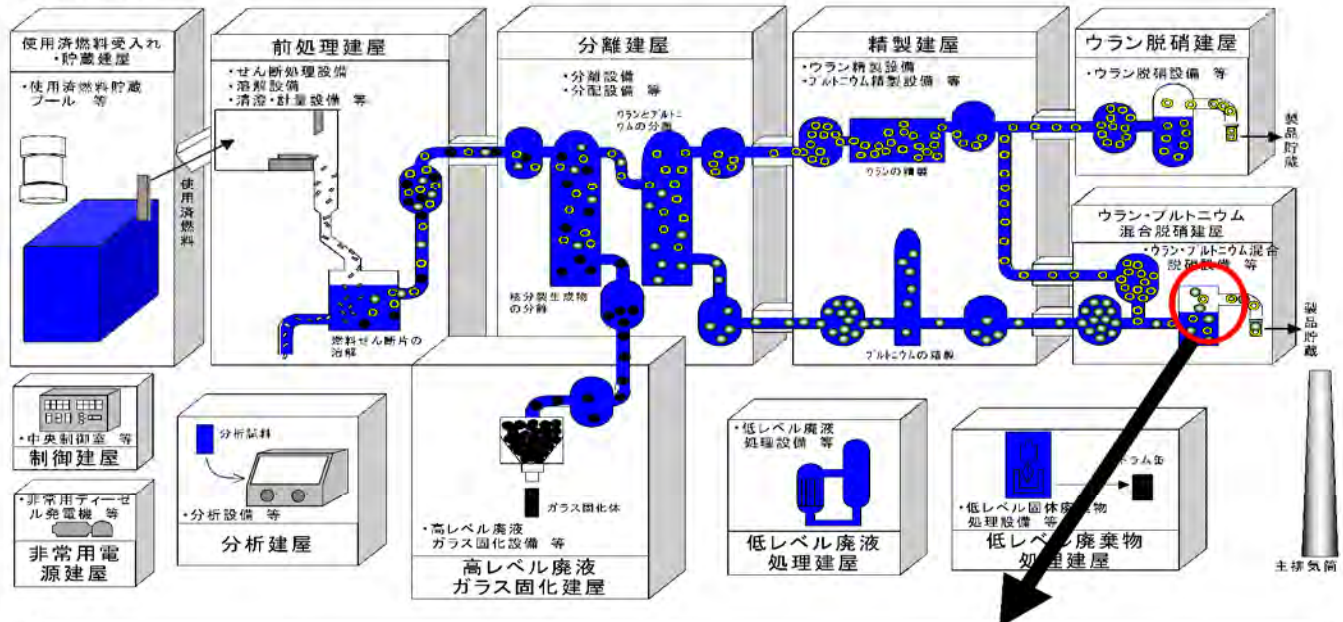 使用済燃料受入れ
・貯蔵建屋
・使用済燃料貯蔵
プール 等
使用済燃料
前処理建屋
・せん断処理設備
・溶解設備
・清澄・計量設備 等
燃料せん断片の
溶解
分離建屋
・分離設備
・分配設備 等
ウランとプルトニ
ウムの分離
核分裂生成物
の分離
精製建屋
・ウラン精製設備
・プルトニウム精製設備 等
ウランの精製
プルトニウムの精製
ウラン脱硝建屋
・ウラン脱硝設備 等
製品貯蔵
ウラン・プルトニウム
混合脱硝建屋
・ウラン・プルトニウム混合
脱硝設備 等
製品貯蔵
・中央制御室 等
制御建屋
・非常用ディーゼ
ル発電機 等
非常用電
源建屋
分析試料
・分析設備 等
分析建屋
ガラス固化体
・高レベル廃液
ガラス固化設備 等
高レベル廃液
ガラス固化建屋
・低レベル廃液
処理設備 等
低レベル廃液
処理建屋
ドラム缶
・低レベル固体廃棄物
処理設備 等
低レベル廃棄物
処理建屋
主排気筒